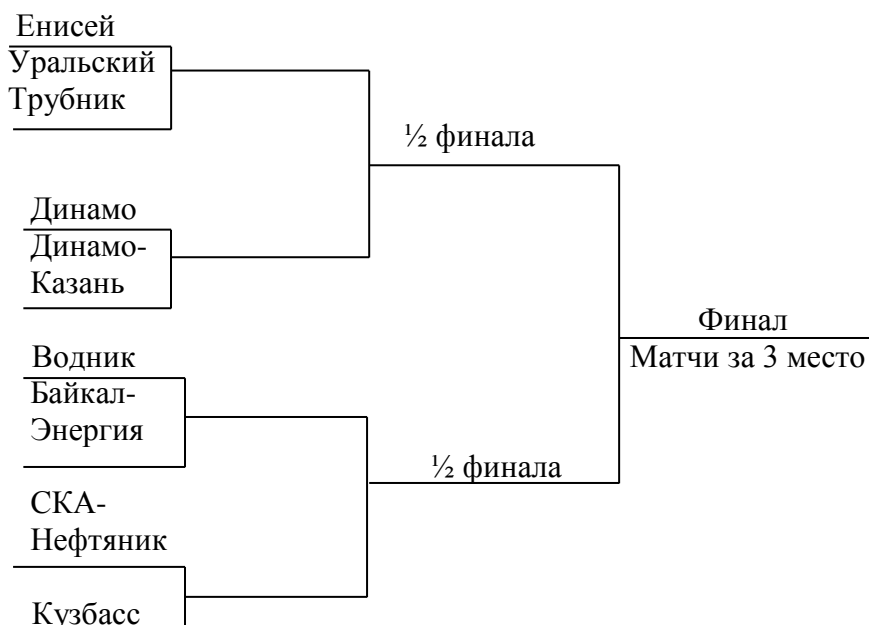 Енисей
Уральский
Трубник
½ финала
Динамо
Динамо-
Казань
Финал
Матчи за 3 место
Водник
Байкал-
Энергия
½ финала
СКА-
Нефтяник
Кузбасс